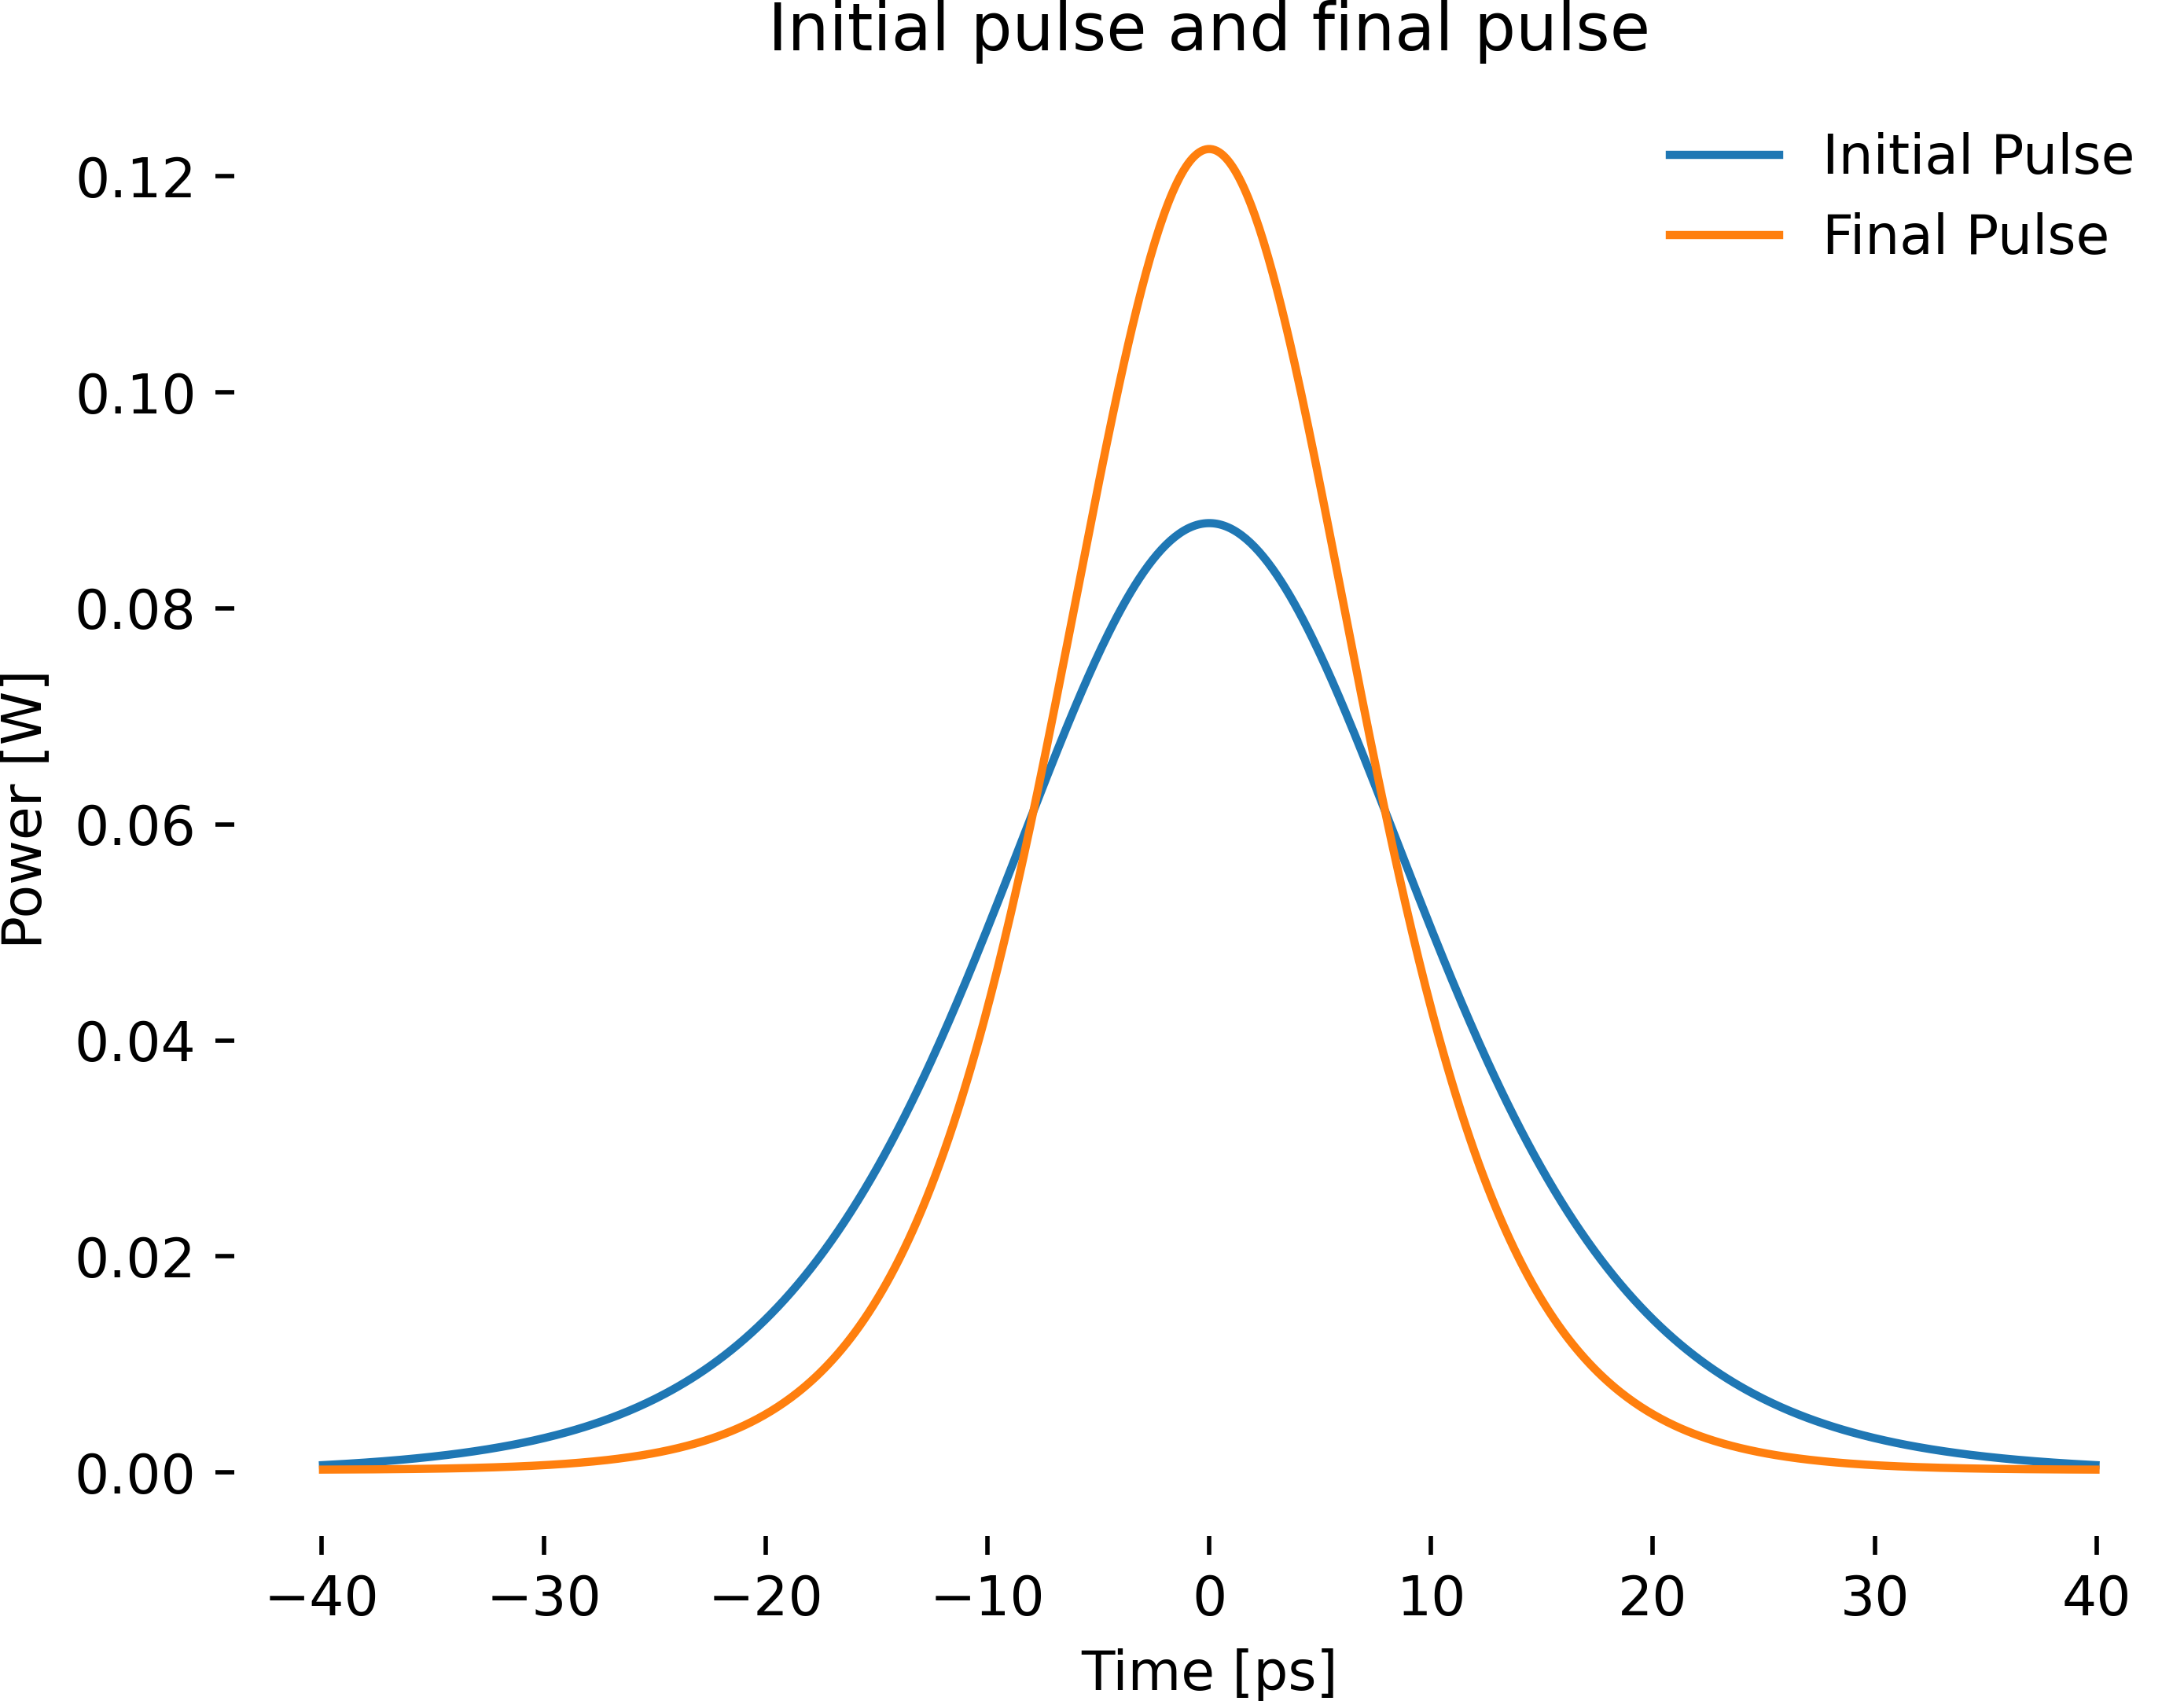 Initial pulse and final pulse
Initial Pulse
Final Pulse
0.12
0.10
0.08
0.06
0.04
0.02
0.00
Power [W]
−40 −30 −20 −10 0 10 20 30 40
Time [ps]